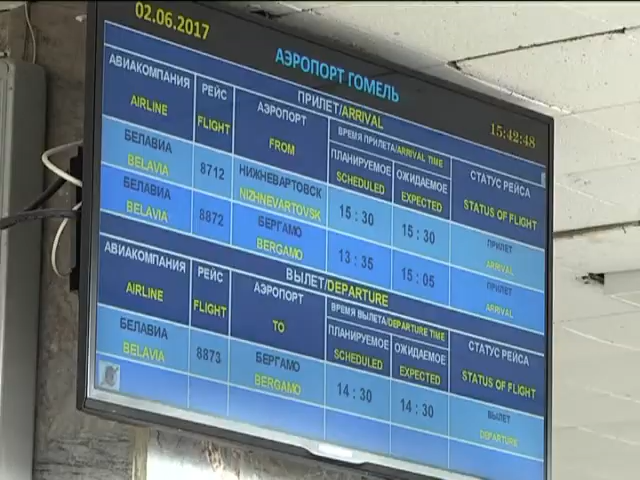 02.06.2017
АЭРОПОРТ ГОМЕЛЬ
15:42:48
ПРИЛЕТ/ARRIVAL
АВИАКОМПАНИЯ AIRLINE
РЕЙС FLIGHT
АЭРОПОРТ FROM
ВРЕМЯ ПРИЛЕТА/ARRIVAL TIME
ПЛАНИРУЕМОЕ SCHEDULED
ОЖИДАЕМОЕ EXPECTED
СТАТУС РЕЙСА STATUS OF FLIGHT
БЕЛАВИА 8712 НИЖНЕВАРТОВСК 15 : 30 15 : 30 ПРИЛЕТ
BELAVIA NIZHNEVARTOVSK ARRIVAL
БЕЛАВИА 8872 БЕРГАМО 13 : 35 15 : 05 ПРИЛЕТ
BELAVIA BERGAMO ARRIVAL
ВЫЛЕТ/DEPARTURE
АВИАКОМПАНИЯ AIRLINE
РЕЙС FLIGHT
АЭРОПОРТ TO
ВРЕМЯ ВЫЛЕТА/DEPARTURE TIME
ПЛАНИРУЕМОЕ SCHEDULED
ОЖИДАЕМОЕ EXPECTED
СТАТУС РЕЙСА STATUS OF FLIGHT
БЕЛАВИА 8873 БЕРГАМО 14 : 30 14 : 30 ВЫЛЕТ
BELAVIA BERGAMO DEPARTURE